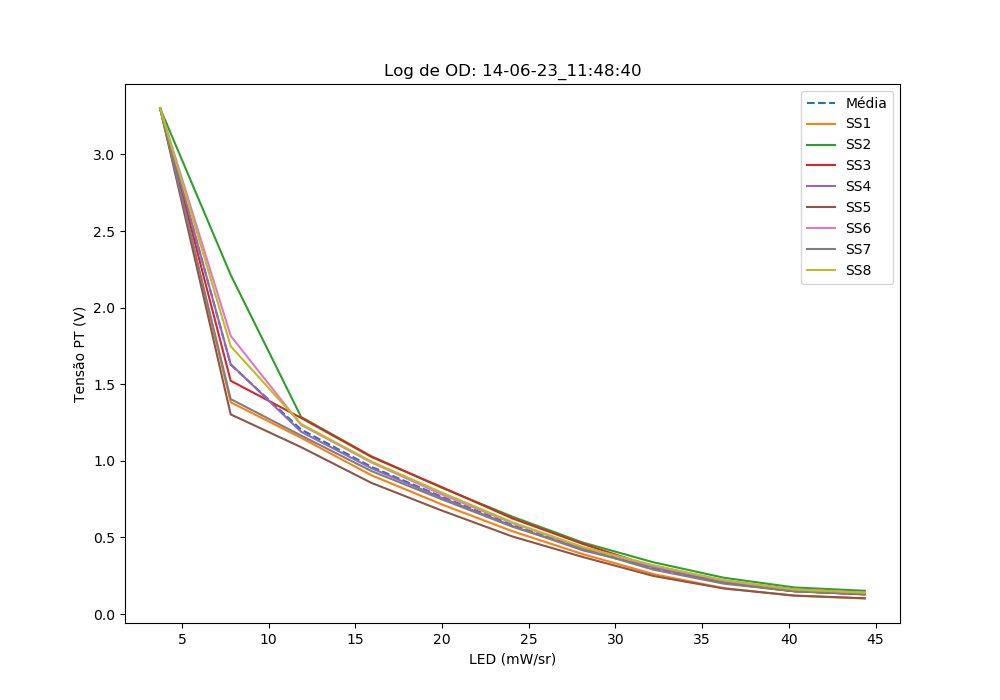 Log de OD: 14-06-23_11:48:40
Média
SS1
SS2
SS3
SS4
SS5
SS6
SS7
SS8
Tensão PT (V)
3.0
2.5
2.0
1.5
1.0
0.5
0.0
5 10 15 20 25 30 35 40 45
LED (mW/sr)